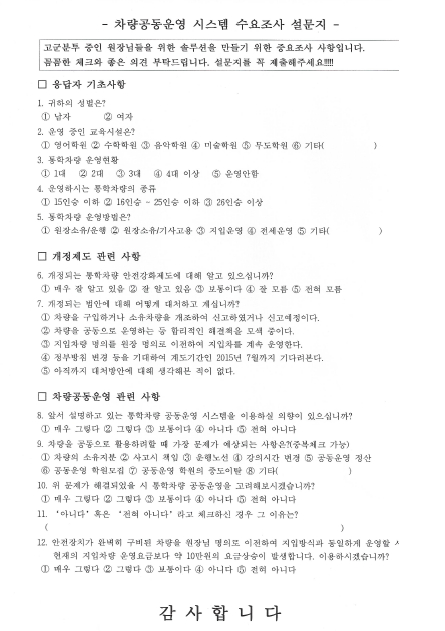 - 차량공동운영 시스템 수요조사 설문지 -
고군분투 중인 원장님들을 위한 솔루션을 만들기 위한 중요조사 사항입니다.
꼼꼼한 체크와 좋은 의견 부탁드립니다. 설문지를 꼭 제출해주세요!!!!!
□ 응답자 기초사항
1. 귀하의 성별은?
① 남자 ② 여자
2. 운영 중인 교육시설은?
① 영어학원 ② 수학학원 ③ 음악학원 ④ 미술학원 ⑤ 무도학원 ⑥ 기타( )
3. 통학차량 운영현황
① 1대 ② 2대 ③ 3대 ④ 4대 이상 ⑤ 운영안함
4. 운영하시는 통학차량의 종류
① 15인승 이하 ② 16인승 - 25인승 이하 ③ 26인승 이상
5. 통학차량 운영방법은?
① 원장소유/운행 ② 원장소유/기사고용 ③ 지입운영 ④ 전세운영 ⑤ 기타( )
□ 개정제도 관련 사항
6. 개정되는 통학차량 안전강화제도에 대해 알고 있으십니까?
① 매우 잘 알고 있음 ② 잘 알고 있음 ③ 보통이다 ④ 잘 모름 ⑤ 전혀 모름
7. 개정되는 법안에 대해 어떻게 대처하고 계십니까?
① 차량을 구입하거나 소유차량을 개조하여 신고하였거나 신고예정이다.
② 차량을 공동으로 운영하는 등 합리적인 해결책을 모색 중이다.
③ 지입차량 명의를 원장 명의로 이전하여 지입차를 계속 운영한다.
④ 정부방침 변경 등을 기대하여 계도기간인 2015년 7월까지 기다려본다.
⑤ 아직까지 대처방안에 대해 생각해본 적이 없다.
□ 차량공동운영 관련 사항
8. 앞서 설명하고 있는 통학차량 공동운영 시스템을 이용하실 의향이 있으십니까?
① 매우 그렇다 ② 그렇다 ③ 보통이다 ④ 아니다 ⑤ 전혀 아니다
9. 차량을 공동으로 활용하려할 때 가장 문제가 예상되는 사항은?(중복체크 가능)
① 차량의 소유지분 ② 사고시 책임 ③ 운행노선 ④ 강의시간 변경 ⑤ 공동운영 정산
⑥ 공동운영 학원모집 ⑦ 공동운영 학원의 중도이탈 ⑧ 기타( )
10. 위 문제가 해결되었을 시 통학차량 공동운영을 고려해보시겠습니까?
① 매우 그렇다 ② 그렇다 ③ 보통이다 ④ 아니다 ⑤ 전혀 아니다
11. '아니다' 혹은 '전혀 아니다' 라고 체크하신 경우 그 이유는?
( )
12. 안전장치가 완벽히 구비된 차량을 원장님 명의로 이전하여 지입방식과 동일하게 운영할 시
현재의 지입차량 운영요금보다 약 10만원의 요금상승이 발생합니다. 이용하시겠습니까?
① 매우 그렇다 ② 그렇다 ③ 보통이다 ④ 아니다 ⑤ 전혀 아니다
감 사 합 니 다